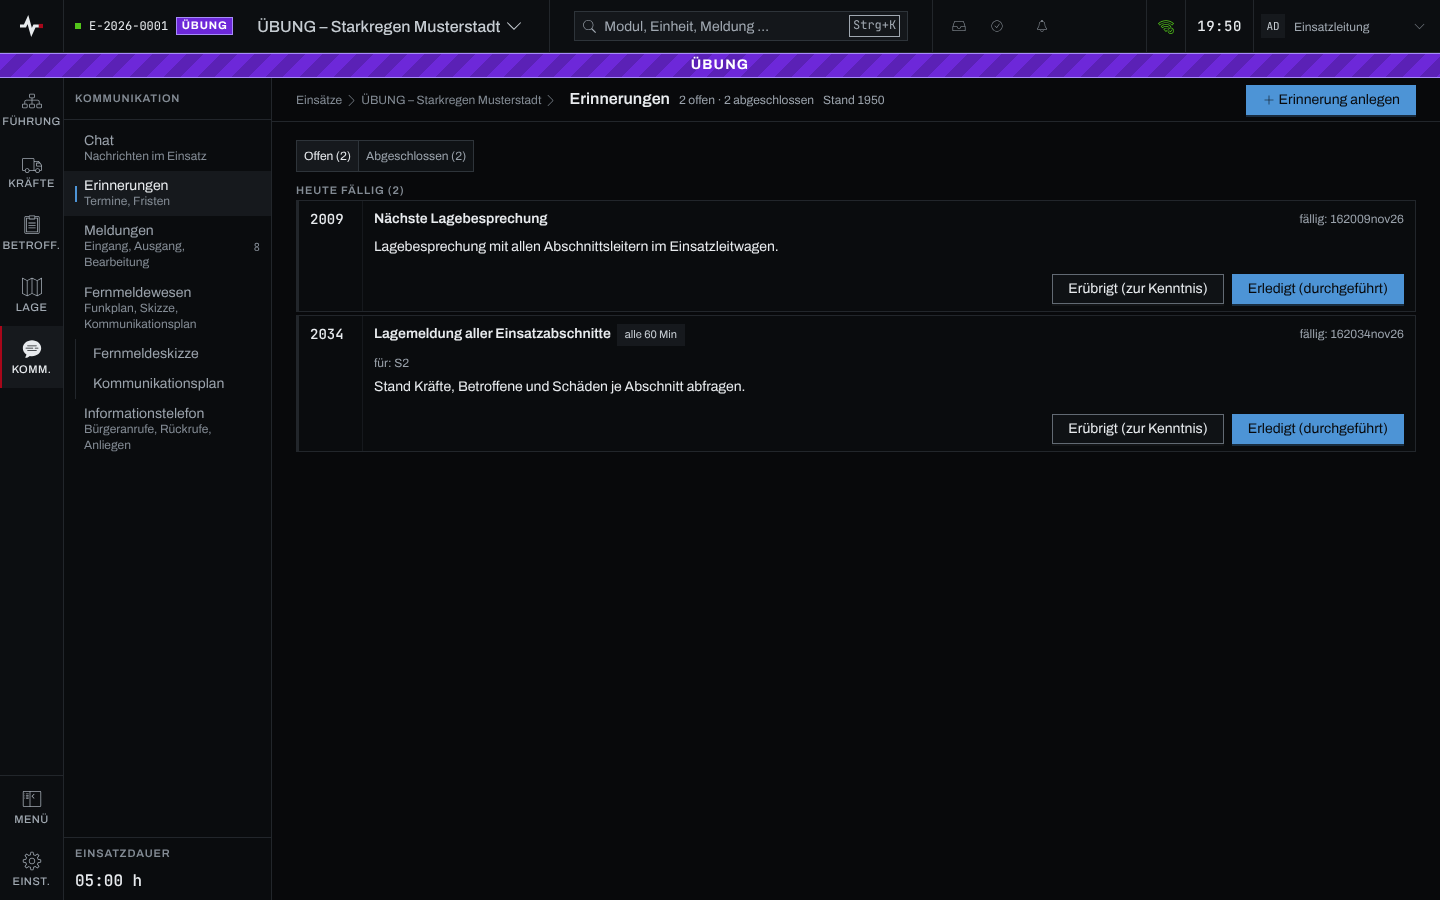 E-2026-0001 ÜBUNG ÜBUNG – Starkregen Musterstadt
Modul, Einheit, Meldung ... Strg+K
19:50
AD Einsatzleitung
ÜBUNG
FÜHRUNG
KRÄFTE
BETROFF.
LAGE
KOMM.
MENÜ
EINST.
KOMMUNIKATION
Chat
Nachrichten im Einsatz
Erinnerungen
Termine, Fristen
Meldungen
Eingang, Ausgang,
Bearbeitung
8
Fernmeldewesen
Funkplan, Skizze,
Kommunikationsplan
Fernmeldeskizze
Kommunikationsplan
Informationstelefon
Bürgeranrufe, Rückrufe,
Anliegen
EINSATZDAUER
05:00 h
Einsätze ÜBUNG – Starkregen Musterstadt Erinnerungen 2 offen · 2 abgeschlossen Stand 1950
+ Erinnerung anlegen
Offen (2) Abgeschlossen (2)
HEUTE FÄLLIG (2)
2009 Nächste Lagebesprechung fällig: 162009nov26
Lagebesprechung mit allen Abschnittsleitern im Einsatzleitwagen.
Erübrigt (zur Kenntnis) Erledigt (durchgeführt)
2034 Lagemeldung aller Einsatzabschnitte alle 60 Min fällig: 162034nov26
für: S2
Stand Kräfte, Betroffene und Schäden je Abschnitt abfragen.
Erübrigt (zur Kenntnis) Erledigt (durchgeführt)